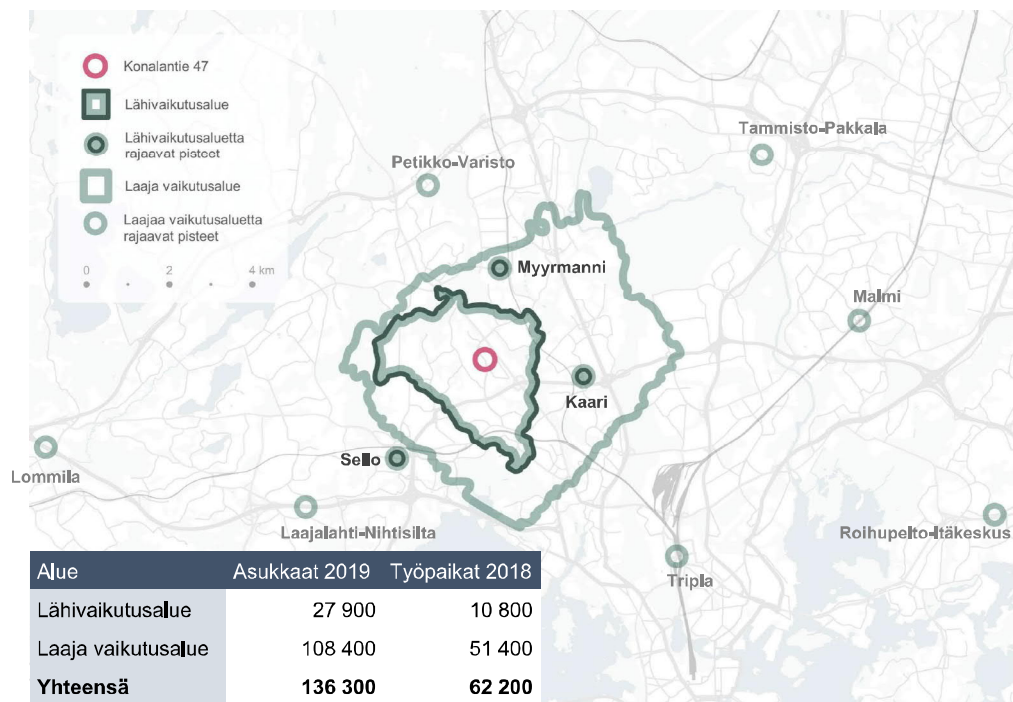 Konalantie 47
Lähivaikutusalue
Lähivaikutusaluetta
rajaavat pisteet
Laaja vaikutusalue
Laajaa vaikutusaluetta
rajaavat pisteet
0 2 4 km
Petikko-Varisto
Tammisto-Pakkala
Myyrmanni
Malmi
Kaari
Sello
Lommila
Laajalahti-Nihtisilta
Roihupelto-Itäkeskus
Tripla
Alue Asukkaat 2019 Työpaikat 2018
Lähivaikutusalue 27 900 10 800
Laaja vaikutusalue 108 400 51 400
Yhteensä 136 300 62 200